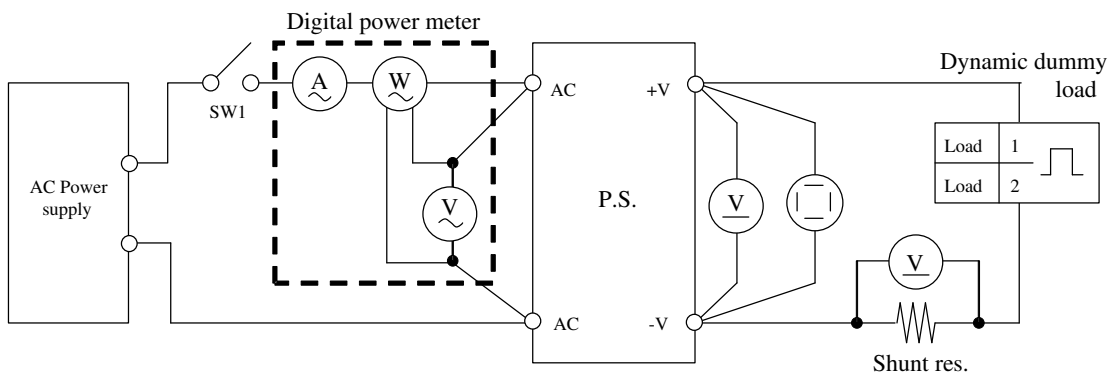 Digital power meter
Dynamic dummy
load
A
W
SW1
AC
+V
Load 1
Load 2
AC Power
supply
V
P.S.
V
V
AC
-V
Shunt res.